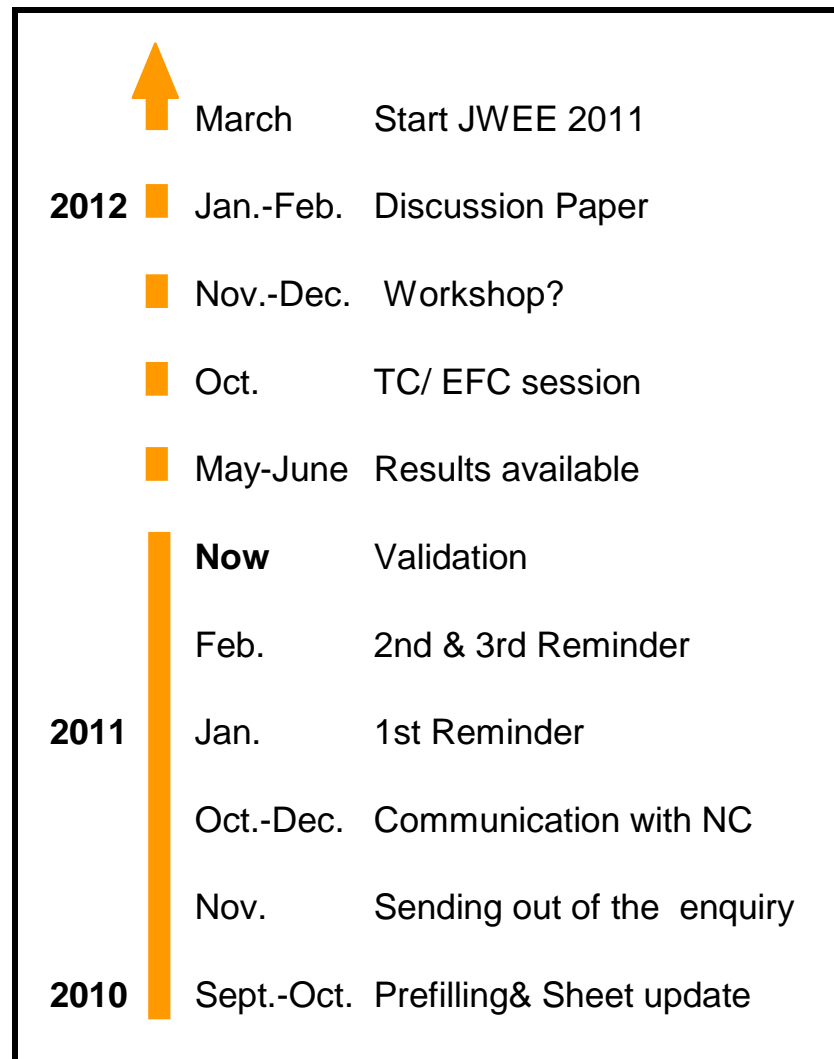 March Start JWEE 2011
2012 Jan.-Feb. Discussion Paper
Nov.-Dec. Workshop?
Oct. TC/ EFC session
May-June Results available
Now Validation
Feb. 2nd & 3rd Reminder
2011 Jan. 1st Reminder
Oct.-Dec. Communication with NC
Nov. Sending out of the enquiry
2010 Sept.-Oct. Prefilling& Sheet update